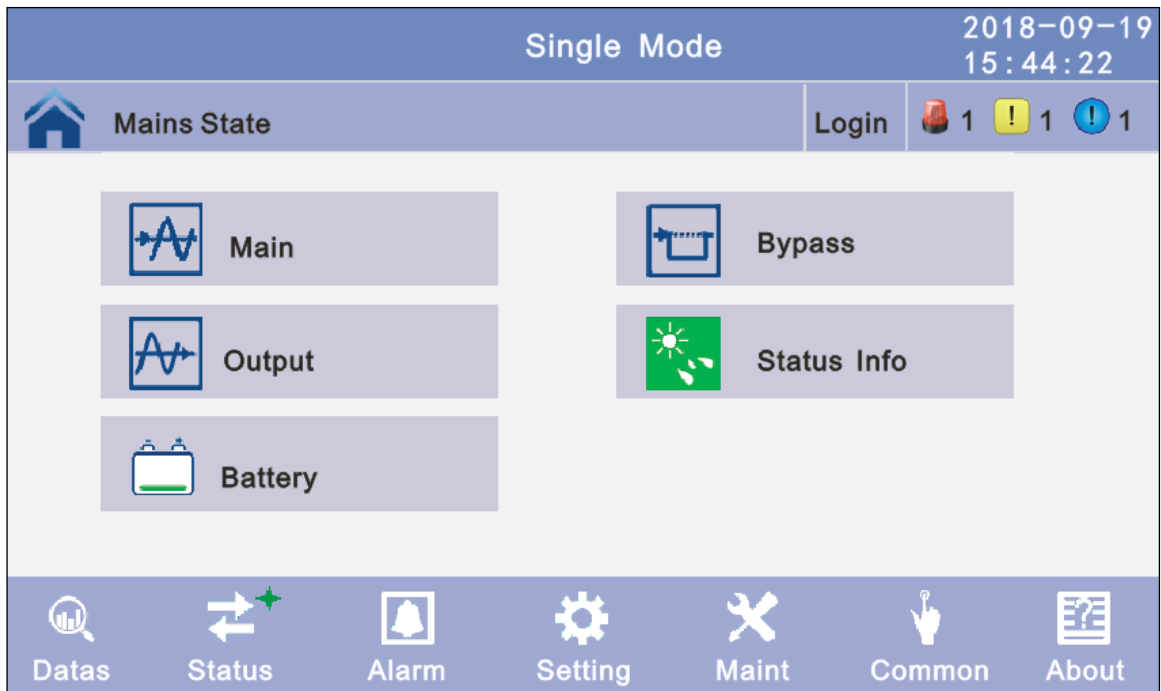 Single Mode
2018-09-19
15:44:22
Mains State
Login
1
! 1
! 1
Main
Bypass
Output
Status Info
Battery
Datas
Status
Alarm
Setting
Maint
Common
? About